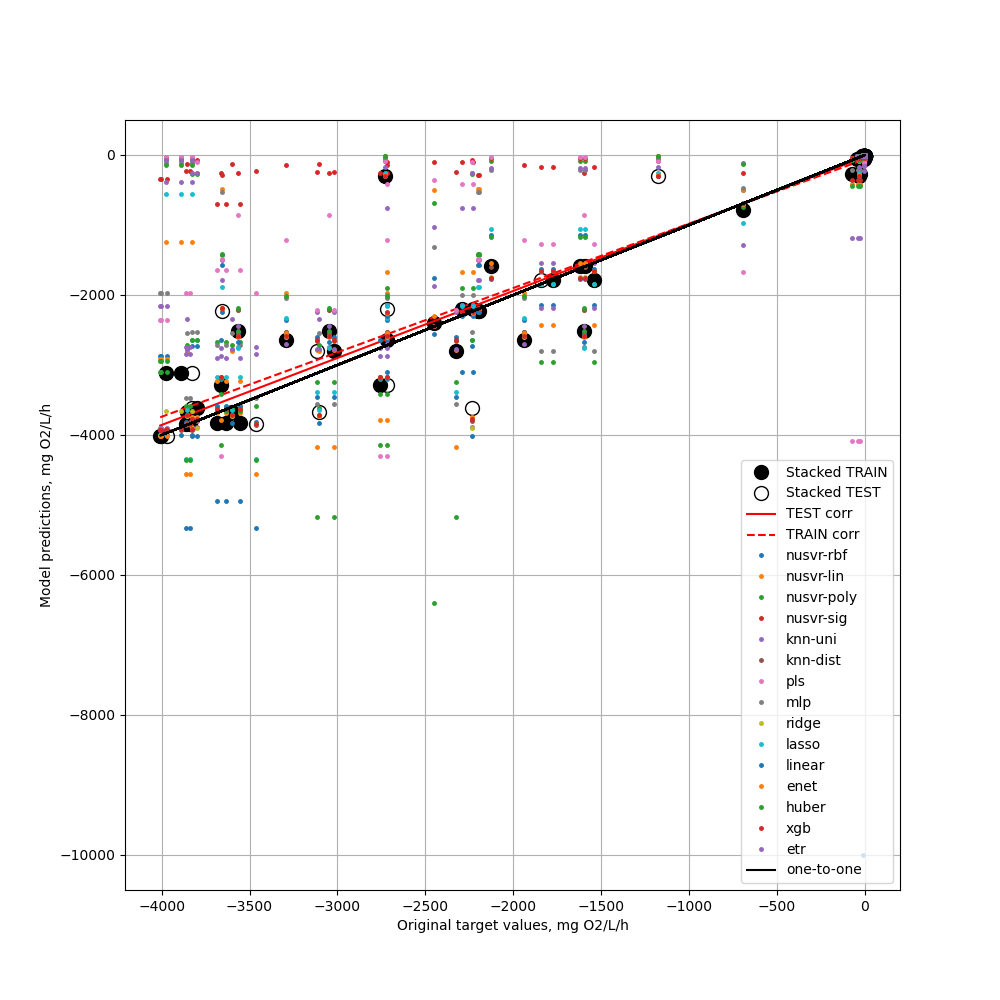 0
−2000
−4000
−6000
−8000
−10000
Model predictions, mg O2/L/h
−4000 −3500 −3000 −2500 −2000 −1500 −1000 −500 0
Original target values, mg O2/L/h
Stacked TRAIN
Stacked TEST
TEST corr
TRAIN corr
nusvr-rbf
nusvr-lin
nusvr-poly
nusvr-sig
knn-uni
knn-dist
pls
mlp
ridge
lasso
linear
enet
huber
xgb
etr
one-to-one